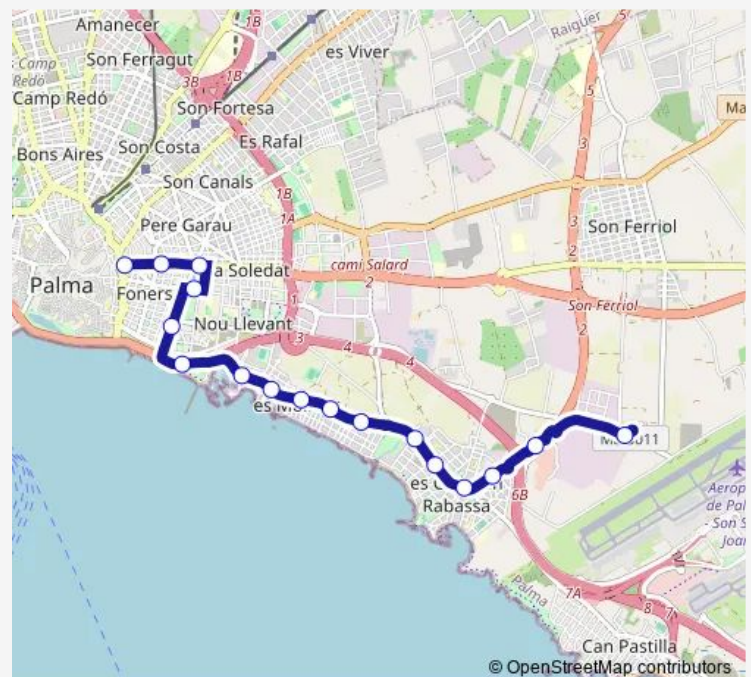 Amanecer
es Camp
Redó
Son Ferragut
Camp Redó
Bons Aires
Son Costa
Son Canals
Pere Garau
Palma
Foners
a Soledat
Nou Llevant
es Viver
Son Fortesa
Es Rafal
1B
3B
1B
1B
1A
1
3
4
4
camí Salard
2
Raiguer
5
3
3
2
2
Ma
Son Ferriol
Son Ferriol
6B
Rabassa
Palma
7A
8
7
Can Pastilla
Aerop
de Pal
Son S
Joan
© OpenStreetMap contributors